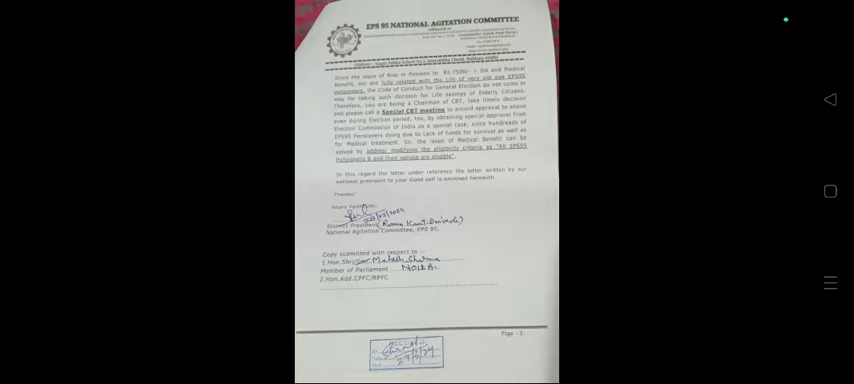 EPS 95 NATIONAL AGITATION COMMITTEE
Since the issue of Rise in Pension to Rs.7500/- + DA and Medical
Benefit, etc are fully related with the Life of very old age EPS95
pensioners, the Code of Conduct for General Election do not come in
way for taking such decision for Life savings of Elderly Citizens.
Therefore, you are being a Chairman of CBT, take timely decision
and please call a Special CBT meeting to accord approval to above
even during Election period, too, by obtaining special approval from
Election Commission of India as a special case, since Hundreads of
EPS95 Pensioners dying due to Lack of funds for survival as well as
for Medical treatment. Sir, the issue of Medical Benefit can be
solved by adding/ modifying the eligibility criteria as "All EPS95
Pensioners & and their spouse are eligible".
In this regard the letter under reference the letter written by our
national president to your Good self is enclosed herewith.
Thanks!
Yours Faithfully,
District President
National Agitation Committee, EPS 95.
Copy submitted with respect to :-
1.Hon.Shri/Smt. Mahesh Sharma
Member of Parliament ... NOIDA.
2.Hon.Add.CPFC/RPFC
Page - 2